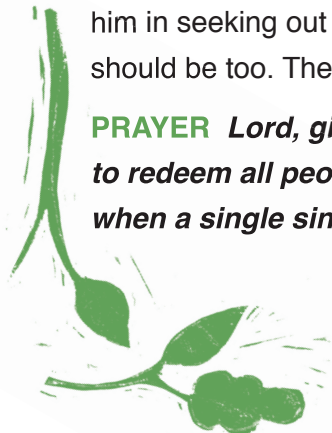 him in seeking out
should be too. The
PRAYER Lord, gi
to redeem all peo
when a single sin